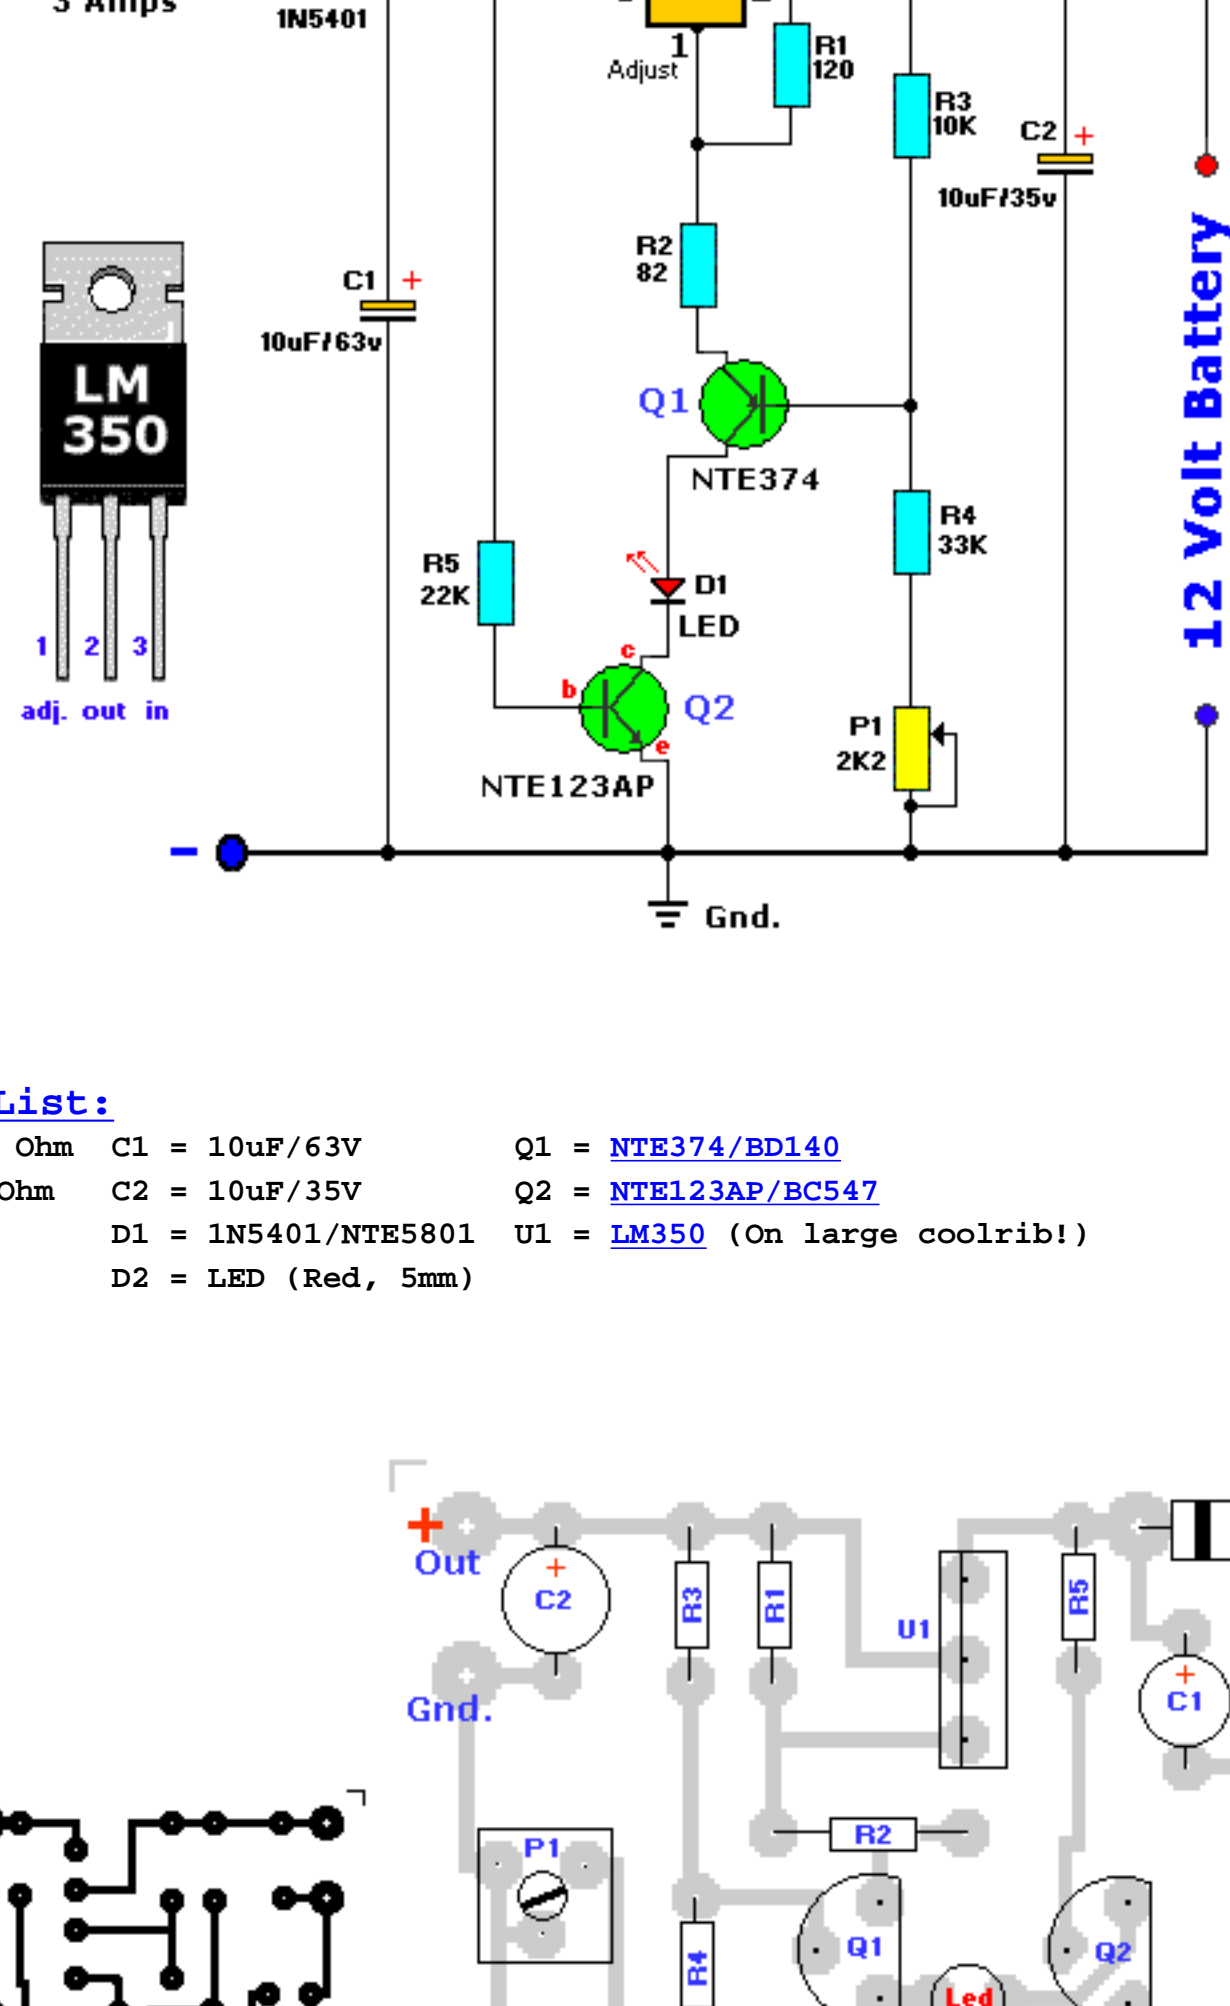 3 Amps
1N5401
1
Adjust
R1
120
R3
10K
C2 +
10uF/35v
R2
82
C1 +
10uF/63v
LM
350
Q1
NTE374
12 Volt Battery
R4
33K
R5
22K
D1
LED
1 2 3
adj. out in
c
b
Q2
e
NTE123AP
P1
2K2
-
Gnd.
List:
Ohm C1 = 10uF/63V Q1 = NTE374/BD140
Ohm C2 = 10uF/35V Q2 = NTE123AP/BC547
D1 = 1N5401/NTE5801 U1 = LM350 (On large coolrib!)
D2 = LED (Red, 5mm)
+
Out
+
C2
R3
R1
U1
R5
+
C1
Gnd.
P1
R2
Q1
Q2
R4
Led